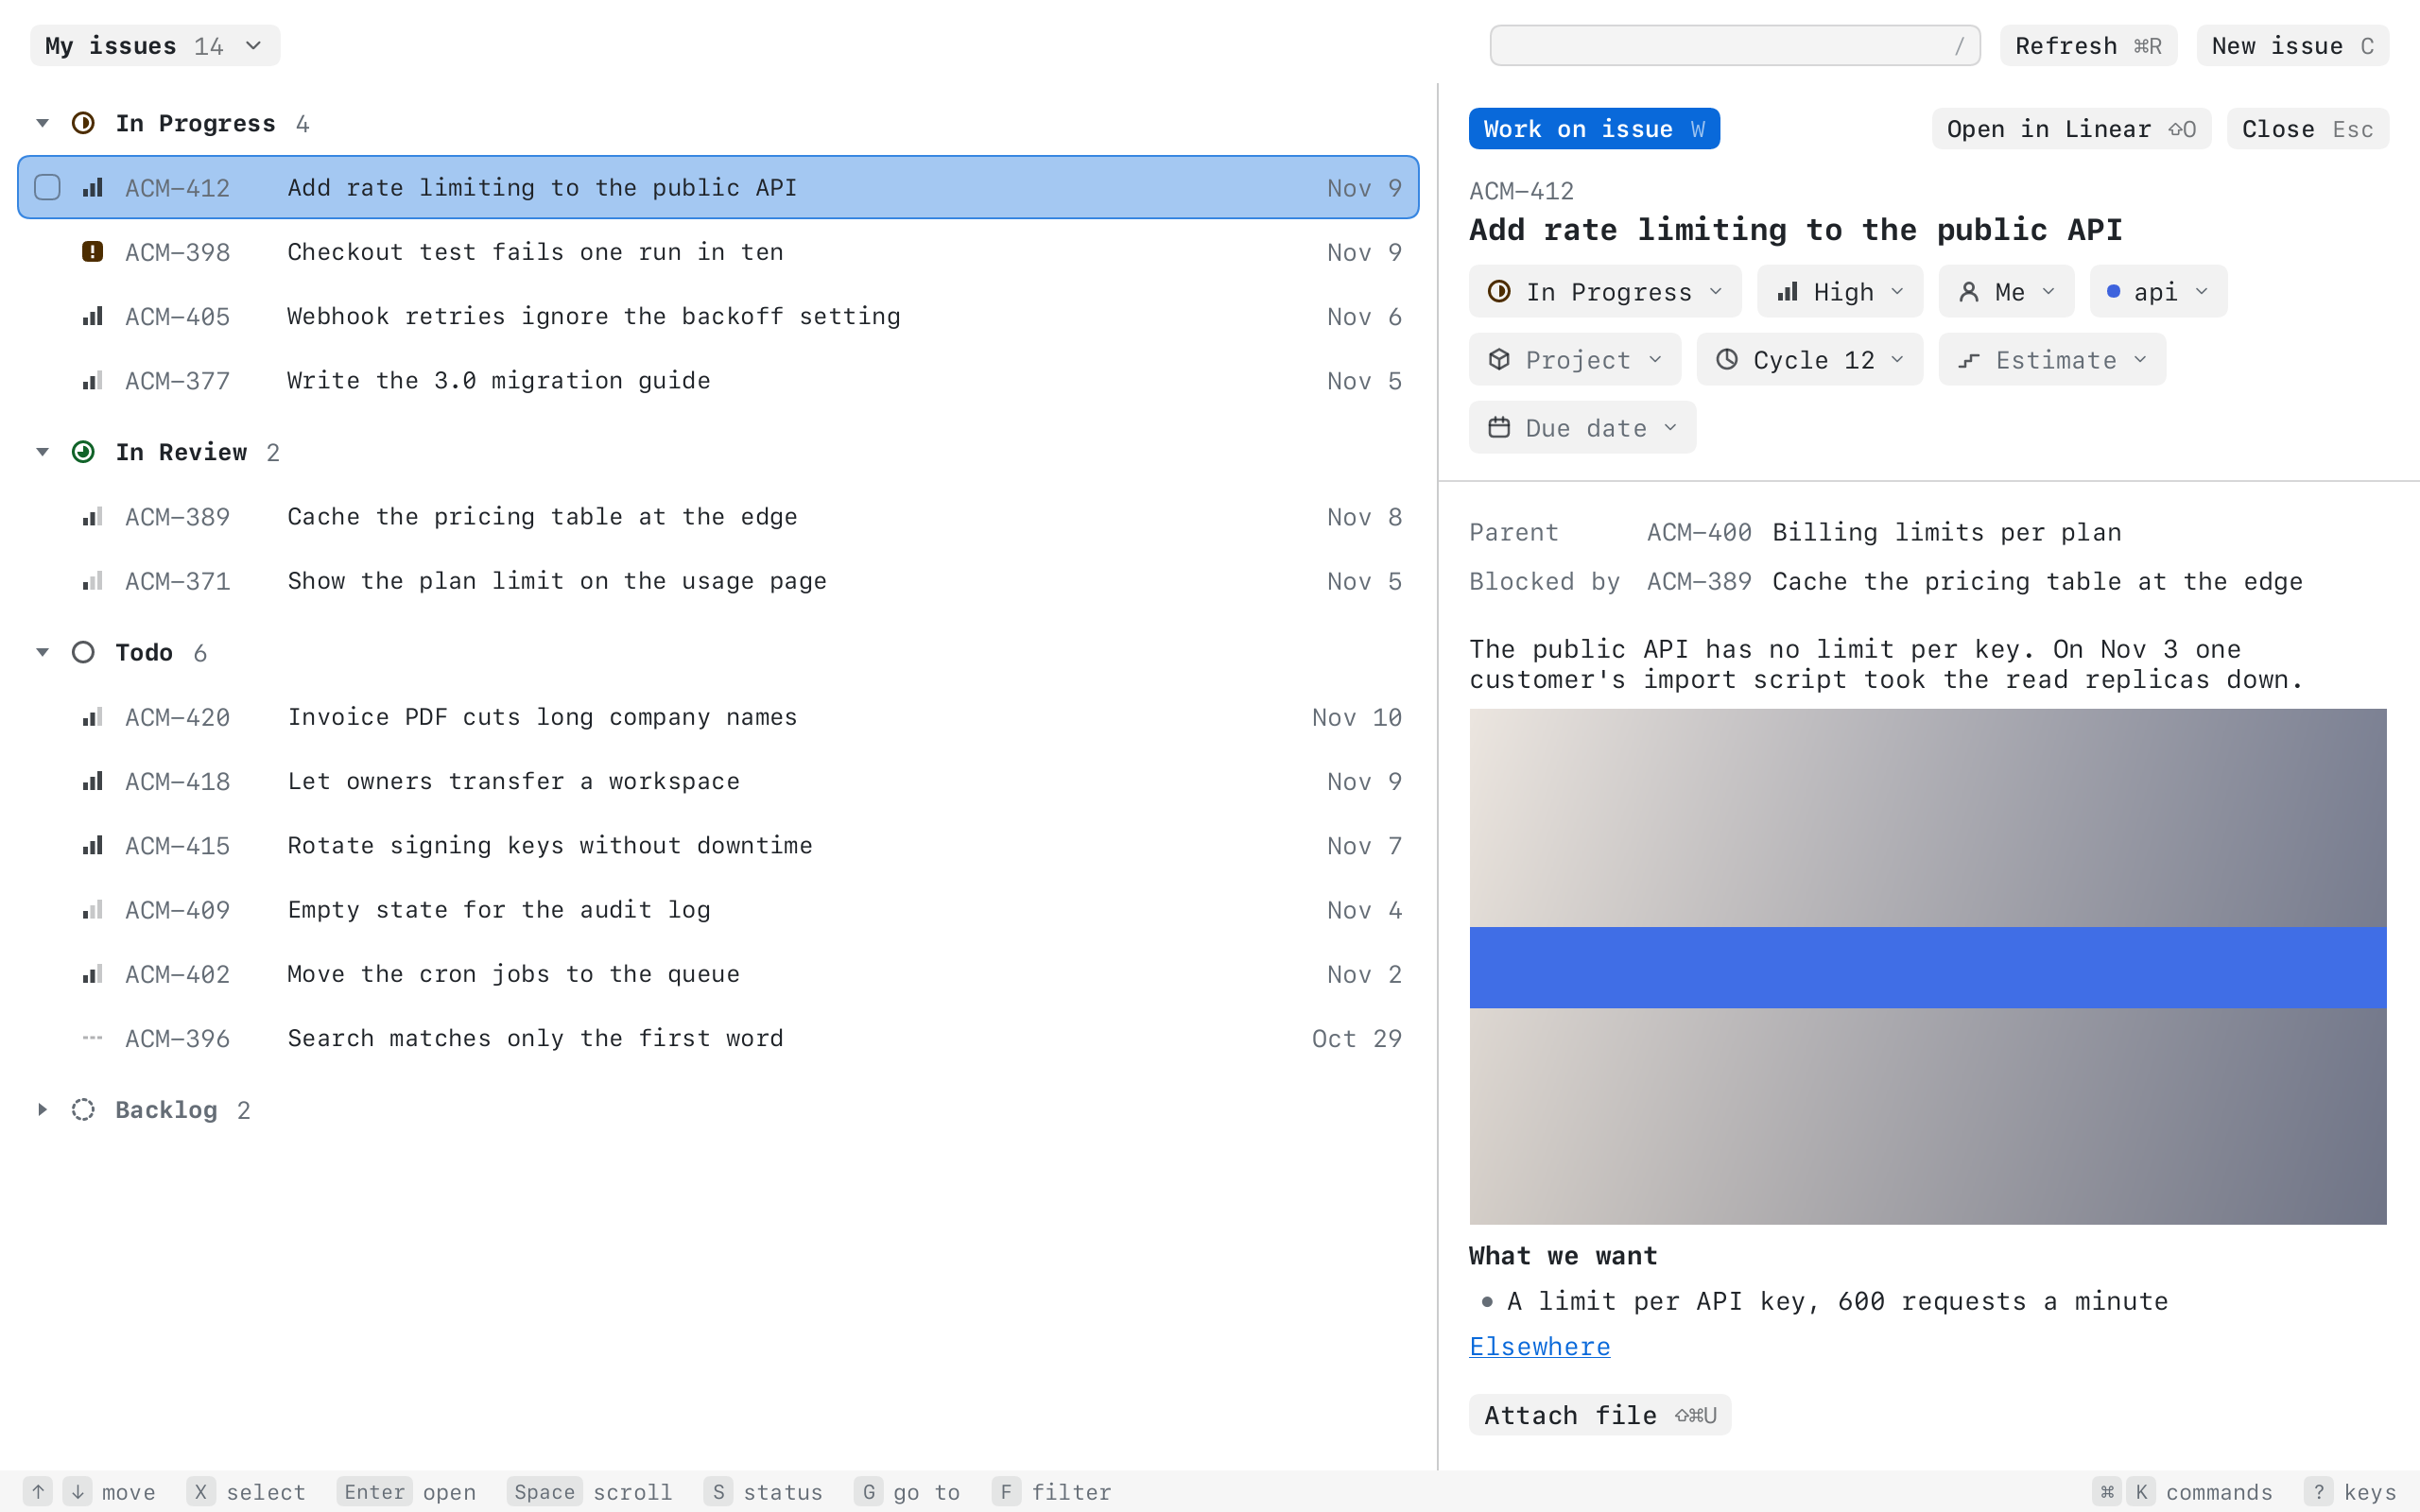 My issues 14
/
Refresh ⌘R
New issue C
In Progress 4
ACM-412 Add rate limiting to the public API Nov 9
ACM-398 Checkout test fails one run in ten Nov 9
ACM-405 Webhook retries ignore the backoff setting Nov 6
ACM-377 Write the 3.0 migration guide Nov 5
In Review 2
ACM-389 Cache the pricing table at the edge Nov 8
ACM-371 Show the plan limit on the usage page Nov 5
Todo 6
ACM-420 Invoice PDF cuts long company names Nov 10
ACM-418 Let owners transfer a workspace Nov 9
ACM-415 Rotate signing keys without downtime Nov 7
ACM-409 Empty state for the audit log Nov 4
ACM-402 Move the cron jobs to the queue Nov 2
ACM-396 Search matches only the first word Oct 29
Backlog 2
Work on issue W
Open in Linear ⇧O
Close Esc
ACM-412
Add rate limiting to the public API
In Progress High Me api
Project Cycle 12 Estimate
Due date
Parent ACM-400 Billing limits per plan
Blocked by ACM-389 Cache the pricing table at the edge
The public API has no limit per key. On Nov 3 one
customer's import script took the read replicas down.
What we want
• A limit per API key, 600 requests a minute
Elsewhere
Attach file ⇧⌘U
↑ ↓ move X select Enter open Space scroll S status G go to F filter ⌘ K commands ? keys